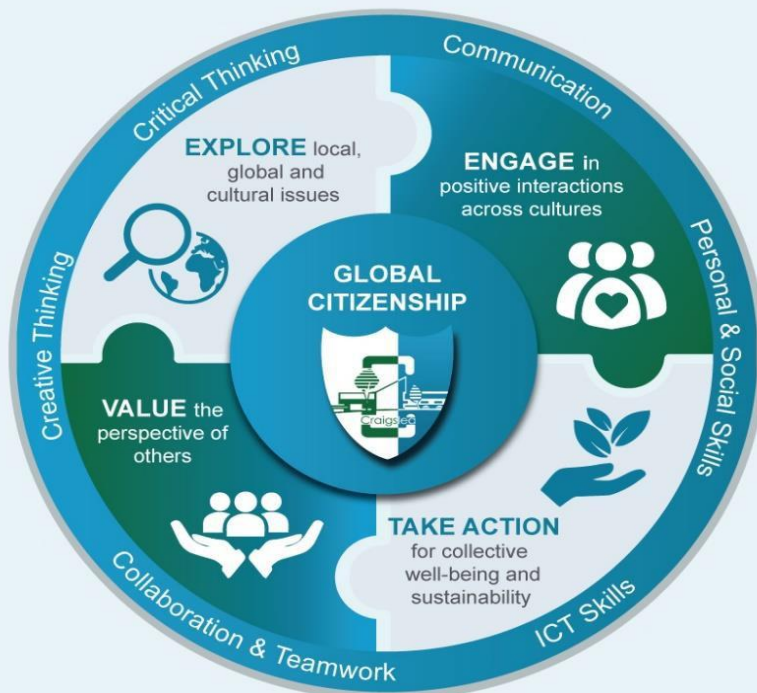 Critical Thinking
Communication
Personal & Social Skills
ICT Skills
Collaboration & Teamwork
Creative Thinking
EXPLORE local,
global and
cultural issues
ENGAGE in
positive interactions
across cultures
GLOBAL
CITIZENSHIP
Craigslea
VALUE the
perspective of
others
TAKE ACTION
for collective
well-being and
sustainability